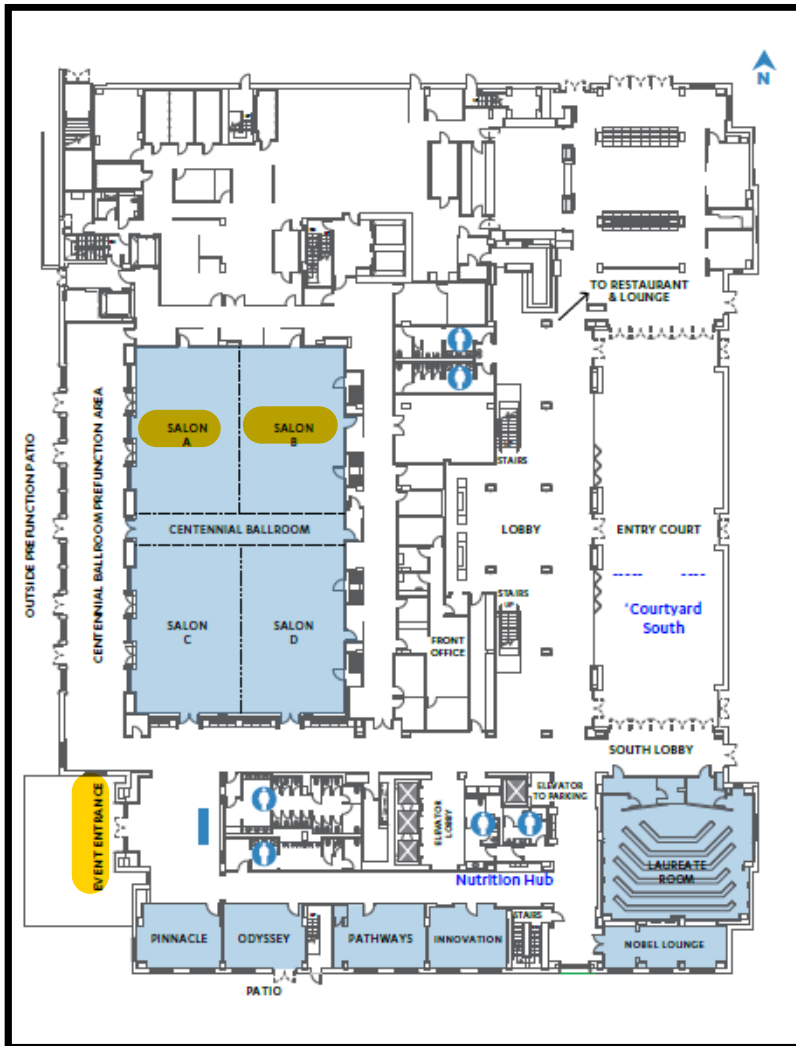 N
TO RESTAURANT
& LOUNGE
OUTSIDE PREFUNCTION PATIO
CENTENNIAL BALLROOM PREFUNCTION AREA
SALON
A
SALON
B
STAIRS
CENTENNIAL BALLROOM
LOBBY
ENTRY COURT
SALON
C
SALON
D
STAIRS
UP
FRONT
OFFICE
'Courtyard
South
SOUTH LOBBY
EVENT ENTRANCE
ELEVATOR
LOBBY
ELEVATOR
TO PARKING
LAUREATE
ROOM
Nutrition Hub
STAIRS
PINNACLE
ODYSSEY
PATHWAYS
INNOVATION
NOBEL LOUNGE
PATIO